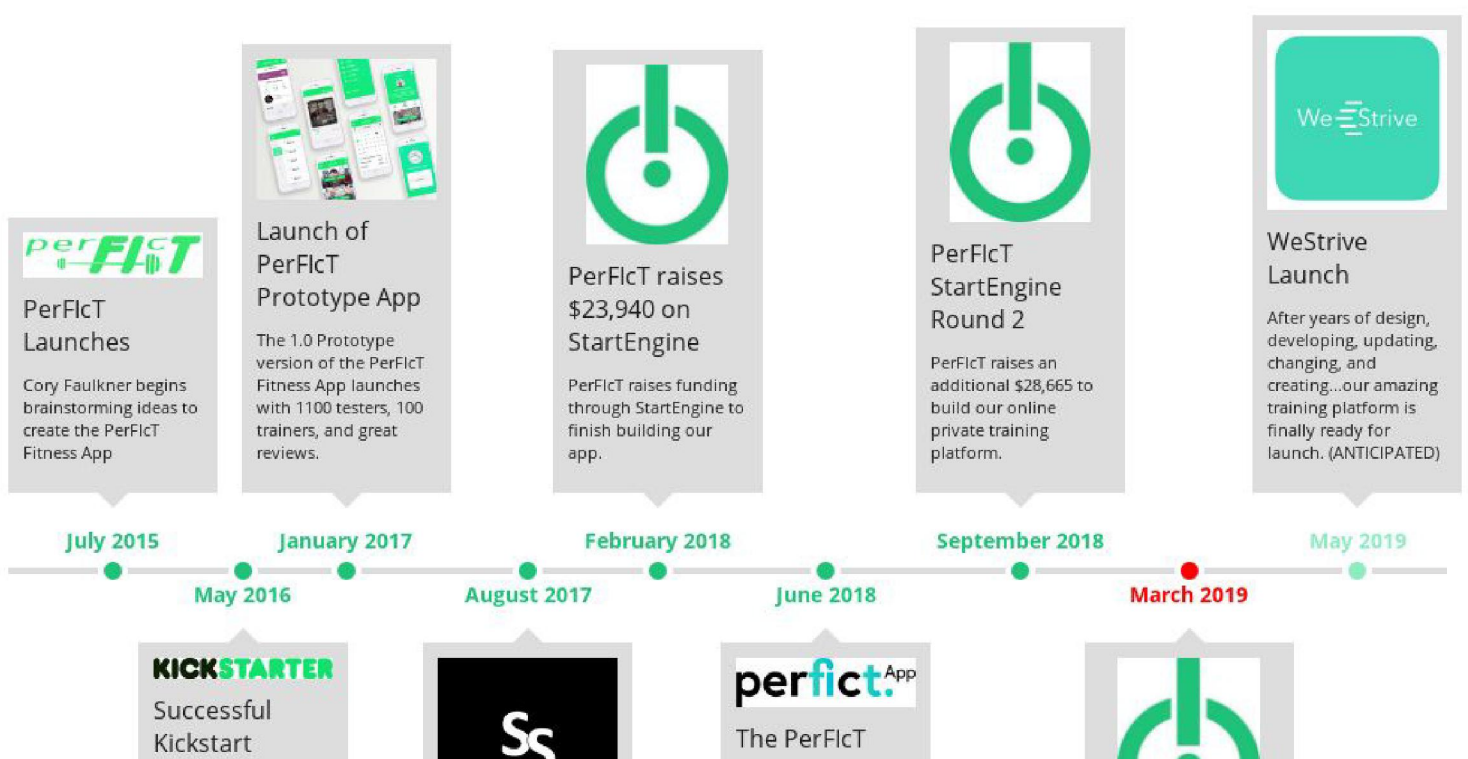 perFIcT
PerFIcT
Launches
Cory Faulkner begins
brainstorming ideas to
create the PerFIcT
Fitness App
Launch of
PerFIcT
Prototype App
The 1.0 Prototype
version of the PerFIcT
Fitness App launches
with 1100 testers, 100
trainers, and great
reviews.
PerFIcT raises
$23,940 on
StartEngine
PerFIcT raises funding
through StartEngine to
finish building our
app.
PerFIcT
StartEngine
Round 2
PerFIcT raises an
additional $28,665 to
build our online
private training
platform.
We Strive
WeStrive
Launch
After years of design,
developing, updating,
changing, and
creating...our amazing
training platform is
finally ready for
launch. (ANTICIPATED)
July 2015
January 2017
February 2018
September 2018
May 2019
May 2016
August 2017
June 2018
March 2019
KICKSTARTER
Successful
Kickstart
SS
perfict.App
The PerFIcT